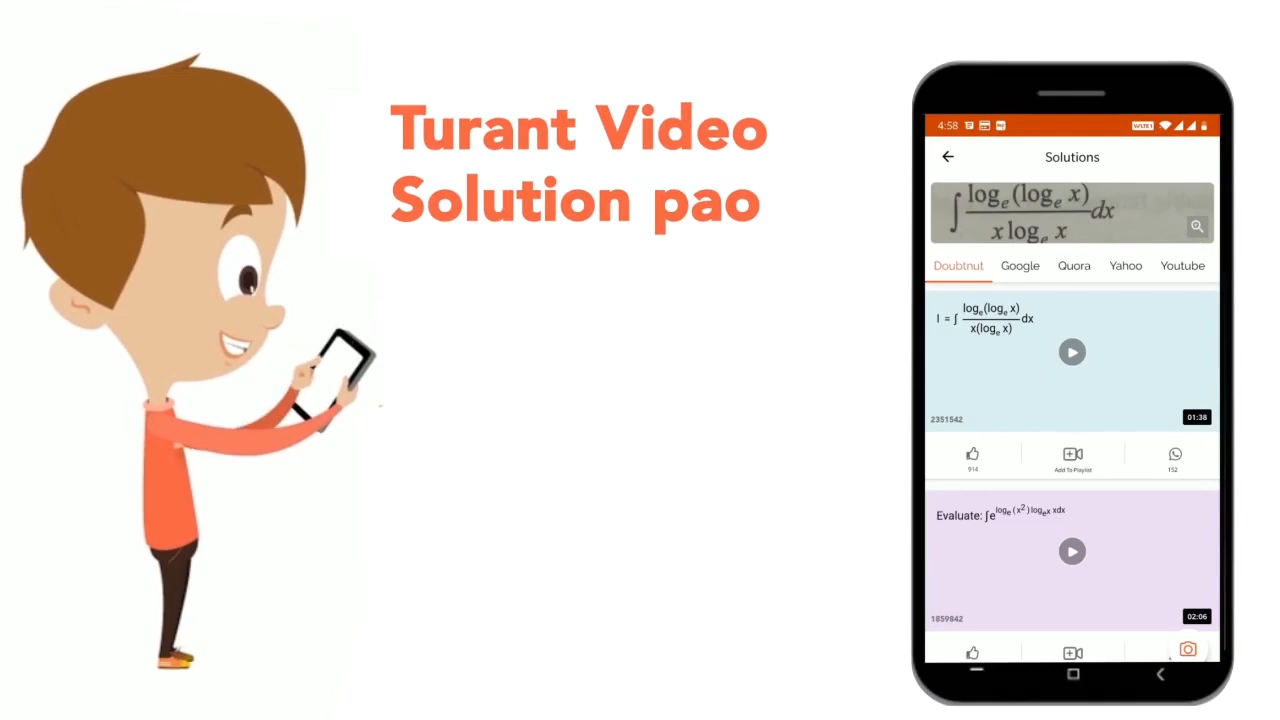 Turant Video
Solution pao
4:58
VoLTE1
Solutions
∫ logₑ(logₑ x) / x logₑ x dx
Doubtnut Google Quora Yahoo Youtube
I = ∫ logₑ(logₑ x) / x(logₑ x) dx
2351542 01:38
914 Add To Playlist 152
Evaluate: ∫e^logₑ(x²)logₑx xdx
1859842 02:06